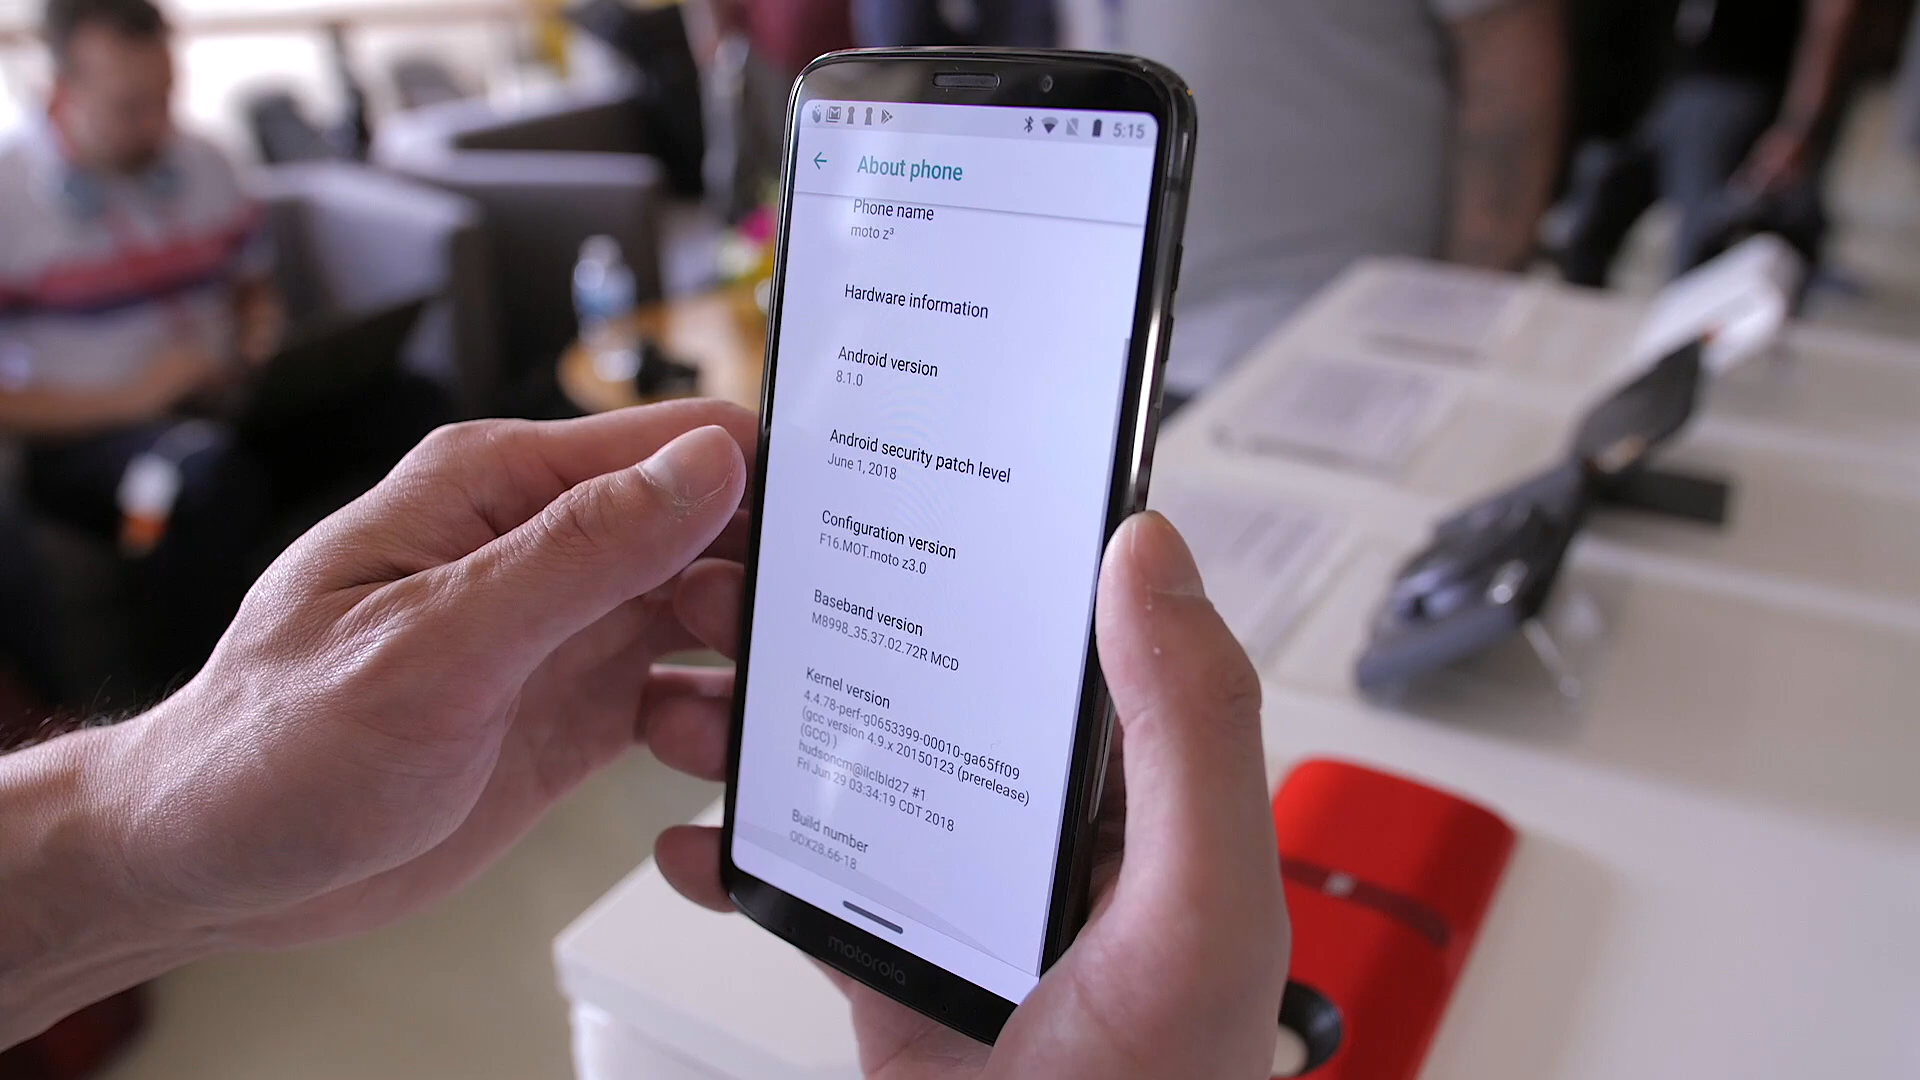 5:15
About phone
Phone name
moto z³
Hardware information
Android version
8.1.0
Android security patch level
June 1, 2018
Configuration version
F16.MOT.moto z3.0
Baseband version
M8998_35.37.02.72R MCD
Kernel version
4.4.78-perf-g0653399-00010-ga65ff09
(gcc version 4.9.x 20150123 (prerelease)
(GCC) )
hudsoncm@ilclbld27 #1
Fri Jun 29 03:34:19 CDT 2018
Build number
ODX28.66-18
motorola